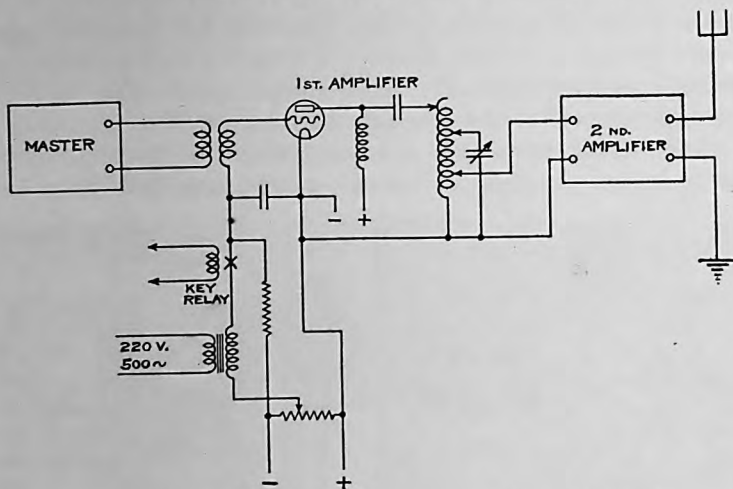 1ST. AMPLIFIER
MASTER
2 ND.
AMPLIFIER
KEY
RELAY
220 V.
500~
- +
- +